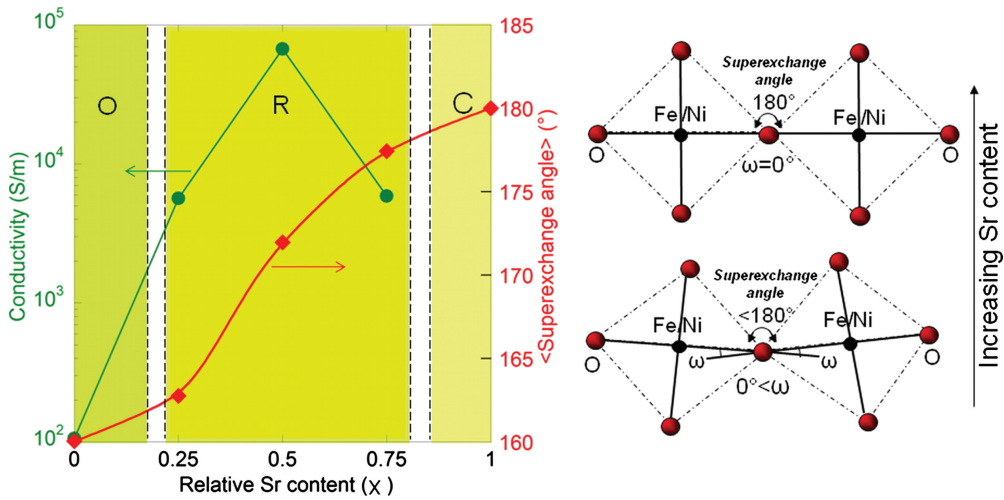 10⁵
10⁴
10³
10²
Conductivity (S/m)
O
R
C
185
180
175
170
165
160
<Superexchange angle> (°)
0
0.25
0.5
0.75
1
Relative Sr content (χ)
Superexchange
angle
180°
Fe/Ni
Fe/Ni
O
O
ω=0°
Superexchange
angle
<180°
Fe/Ni
Fe/Ni
O
O
ω
ω
0°<ω
Increasing Sr content